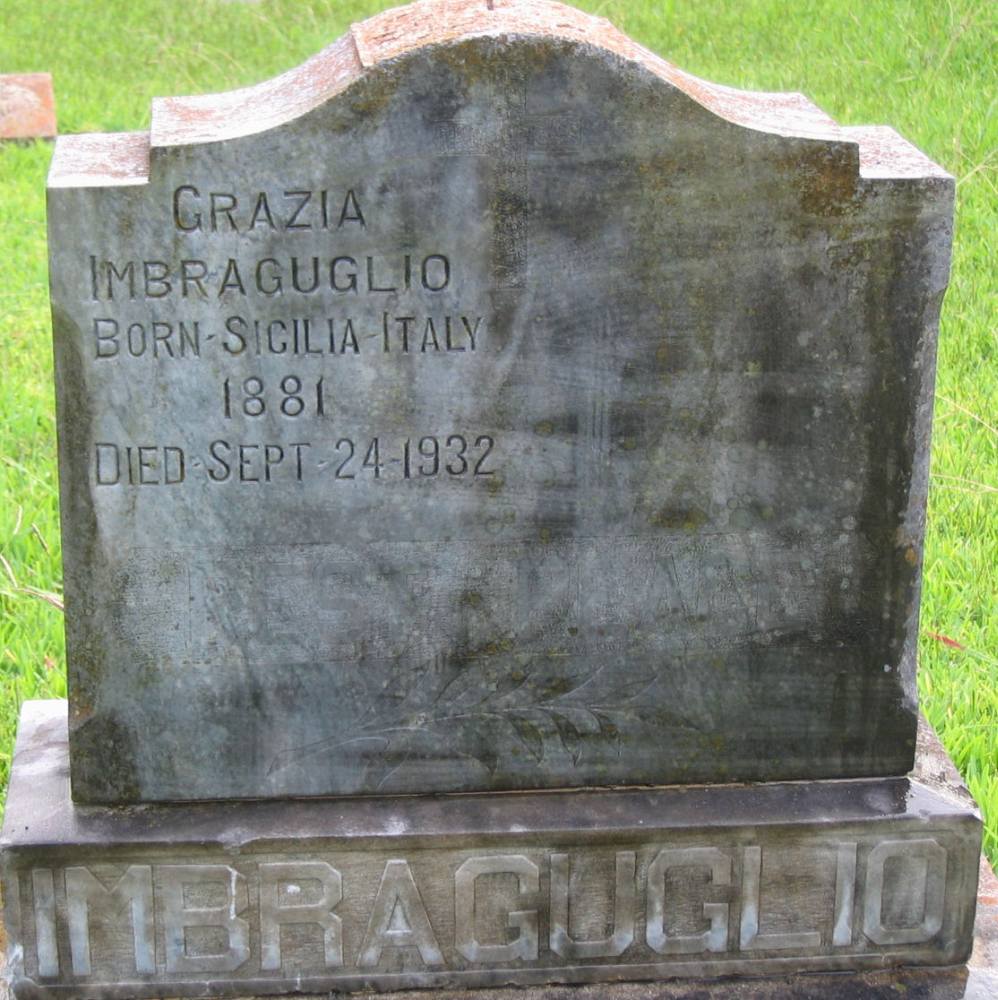 GRAZIA
IMBRAGUGLIO
BORN-SICILIA-ITALY
1881
DIED-SEPT-24-1932
IMBRAGUGLIO